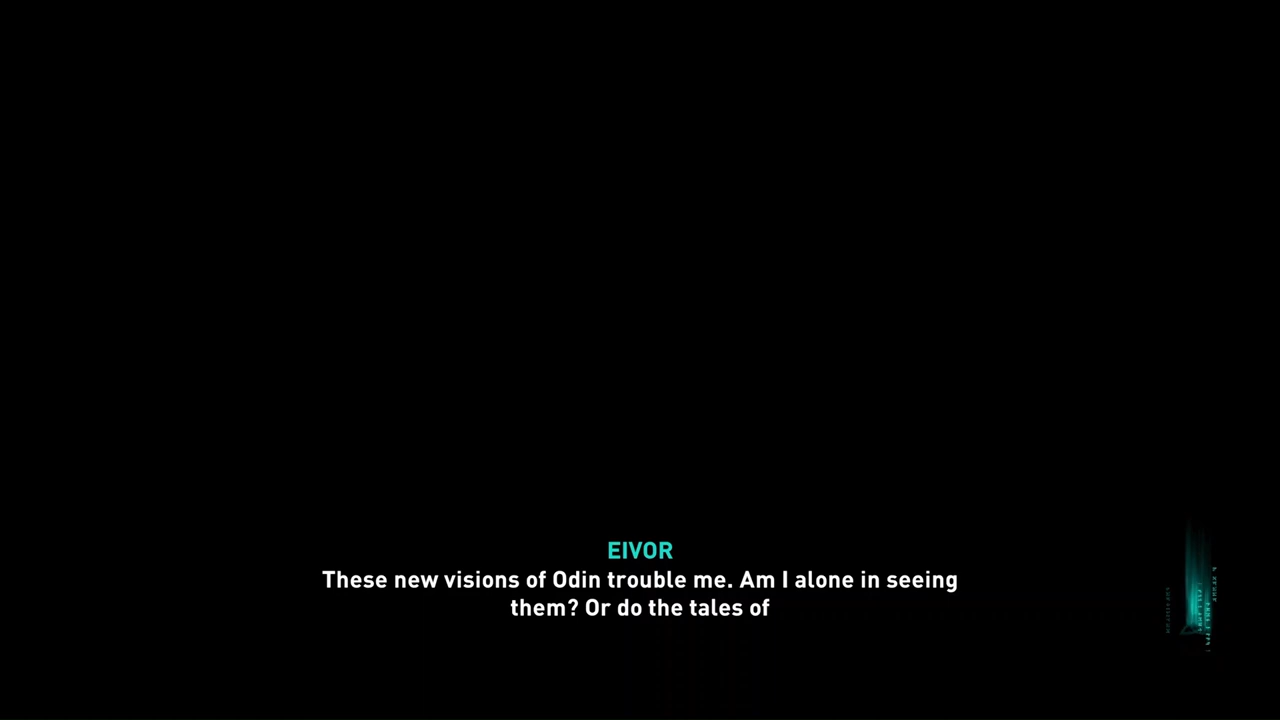 EIVOR
These new visions of Odin trouble me. Am I alone in seeing
them? Or do the tales of